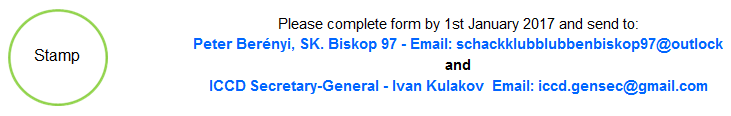 Please complete form by 1st January 2017 and send to:
Stamp
Peter Berényi, SK. Biskop 97 - Email: schackklubblubbenbiskop97@outlock
and
ICCD Secretary-General - Ivan Kulakov  Email: iccd.gensec@gmail.com